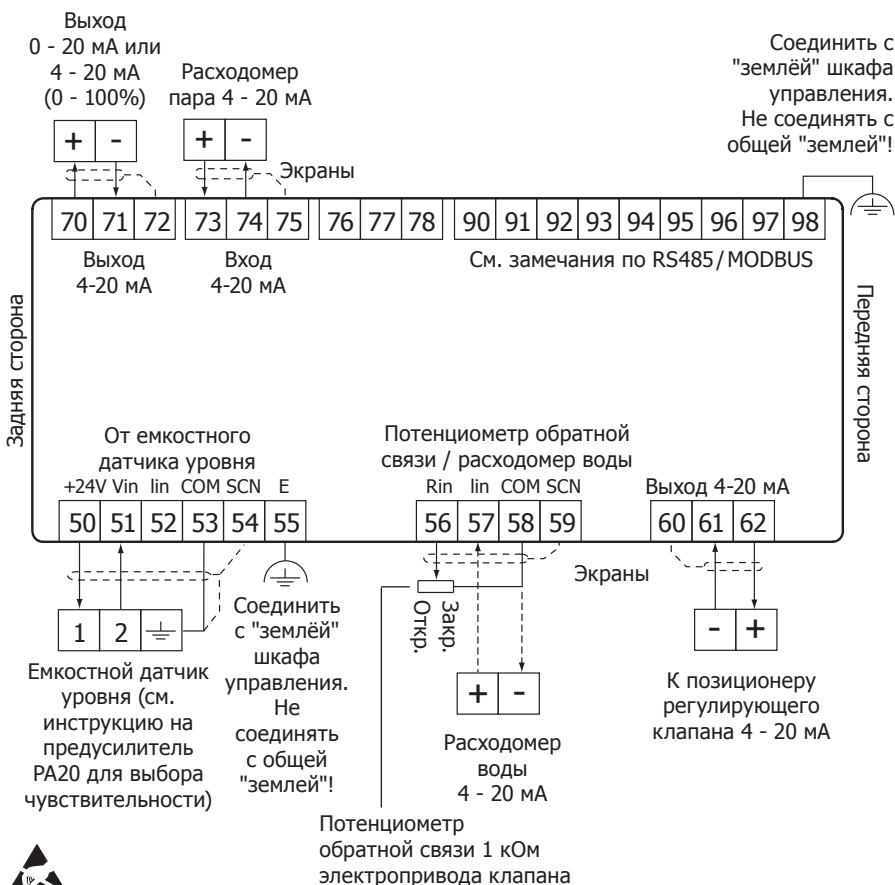 Выход
0 - 20 мА или
4 - 20 мА
(0 - 100%)
Расходомер
пара 4 - 20 мА
Соединить с
"землёй" шкафа
управления.
Не соединять с
общей "землей"!
+ -
+ -
Экраны
70 71 72 73 74 75 76 77 78 90 91 92 93 94 95 96 97 98
Выход
4-20 мА
Вход
4-20 мА
См. замечания по RS485/MODBUS
Задняя сторона
Передняя сторона
От емкостного
датчика уровня
Потенциометр обратной
связи / расходомер воды
+24V Vin Iin COM SCN E
Rin Iin COM SCN
Выход 4-20 мА
50 51 52 53 54 55 56 57 58 59 60 61 62
Экраны
Откр.
Закр.
1 2
Соединить
с "землёй"
шкафа
управления.
Не
соединять
с общей
"землей"!
+ -
- +
Емкостной датчик
уровня (см.
инструкцию на
предусилитель
PA20 для выбора
чувствительности)
Расходомер
воды
4 - 20 мА
К позиционеру
регулирующего
клапана 4 - 20 мА
Потенциометр
обратной связи 1 кОм
электропривода клапана